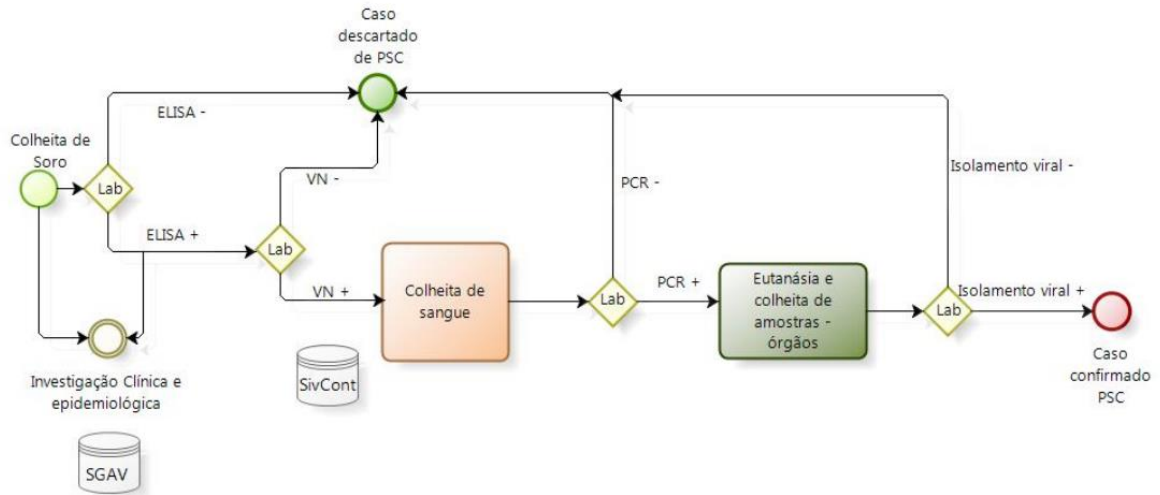 Caso
descartado
de PSC
ELISA -
Colheita de
Soro
Lab
VN -
PCR -
Isolamento viral -
ELISA +
Lab
VN +
Colheita de
sangue
Lab
PCR +
Eutanásia e
colheita de
amostras -
órgãos
Lab
Isolamento viral +
Caso
confirmado
PSC
Investigação Clínica e
epidemiológica
SivCont
SGAV